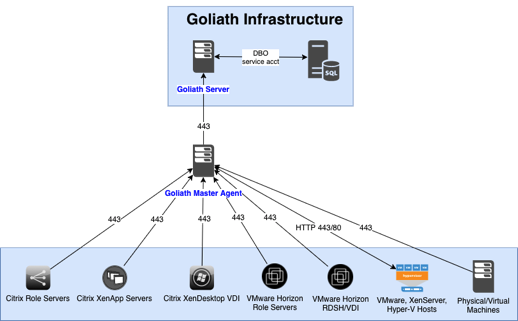 Goliath Infrastructure
DBO
service acct
SQL
Goliath Server
443
Goliath Master Agent
443
443
443
443
443
HTTP 443/80
443
Citrix Role Servers
Citrix XenApp Servers
Citrix XenDesktop VDI
VMware Horizon
Role Servers
VMware Horizon
RDSH/VDI
VMware, XenServer,
Hyper-V Hosts
Physical/Virtual
Machines